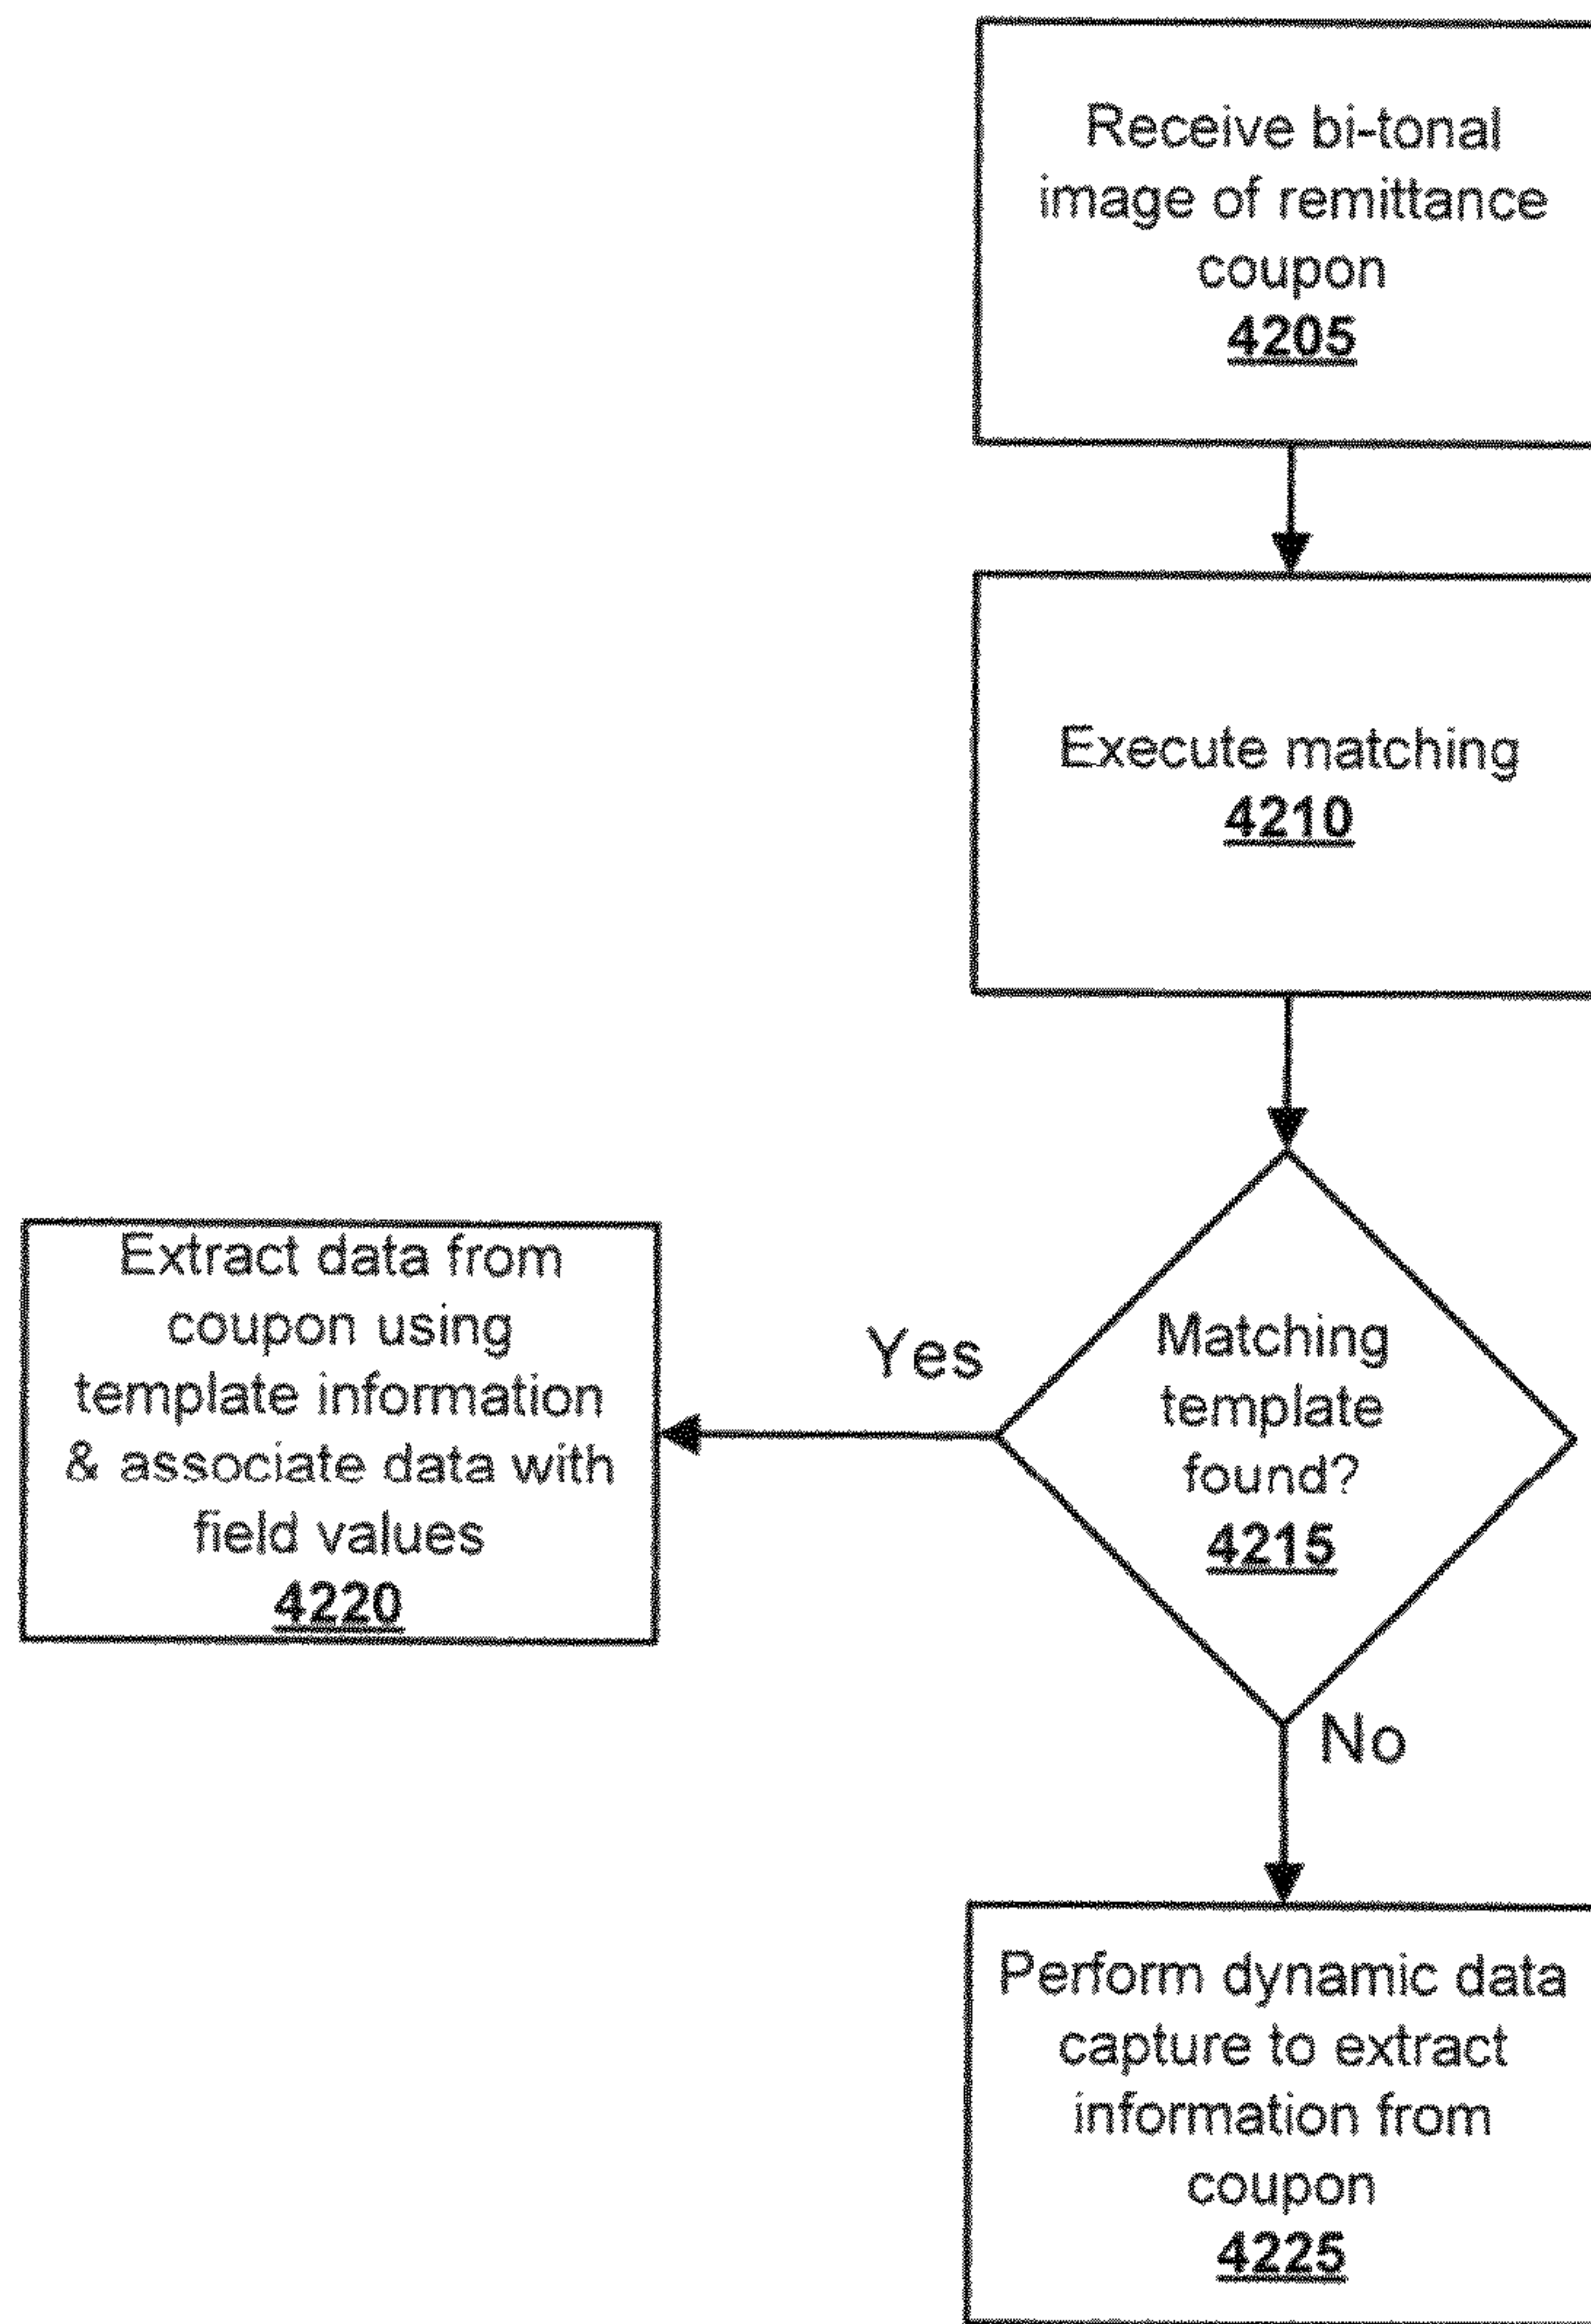 Receive bi-tonal
image of remittance
coupon
4205
Execute matching
4210
Matching
template
found?
4215
Yes
Extract data from
coupon using
template information
& associate data with
field values
4220
No
Perform dynamic data
capture to extract
information from
coupon
4225